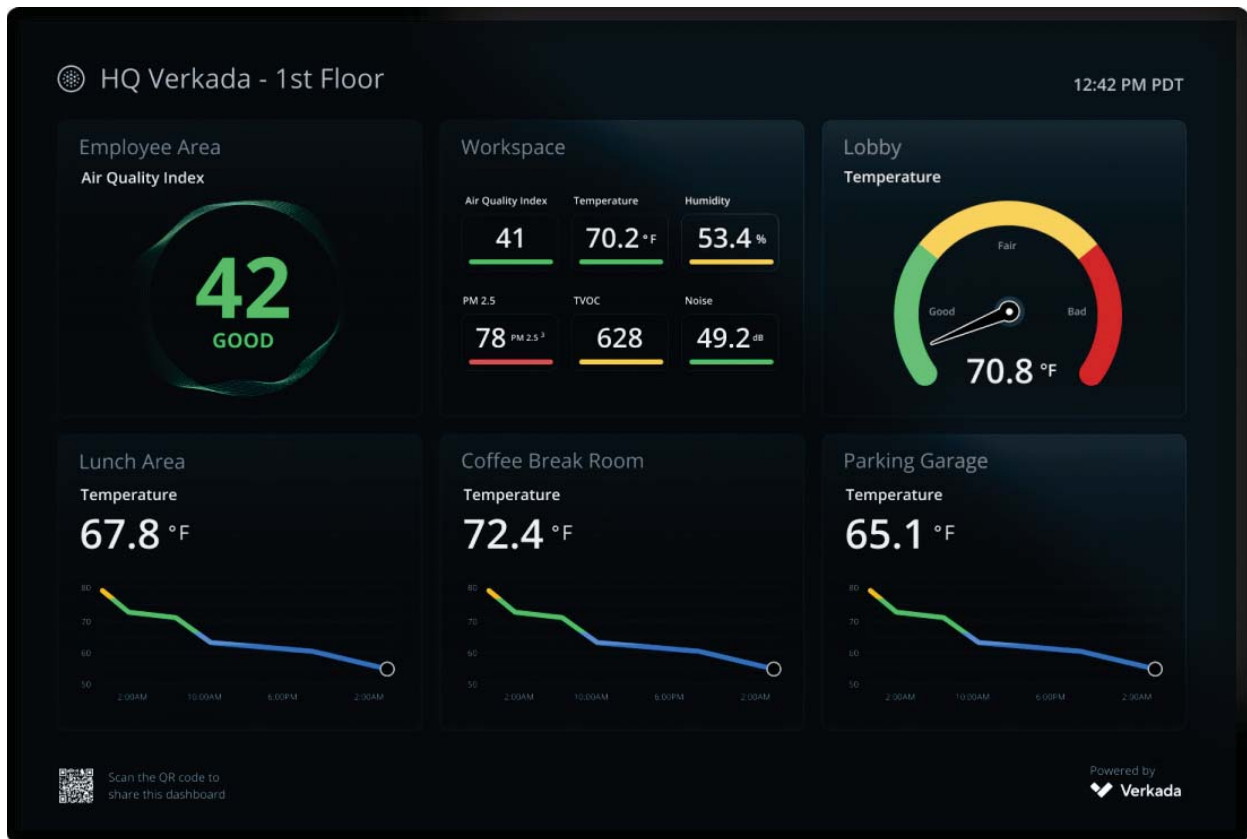 HQ Verkada - 1st Floor
12:42 PM PDT
Employee Area
Air Quality Index
42
GOOD
Workspace
Air Quality Index Temperature Humidity
41 70.2 °F 53.4 %
PM 2.5 TVOC Noise
78 PM 2.5 ³ 628 49.2 dB
Lobby
Temperature
Fair
Good Bad
70.8 °F
Lunch Area
Temperature
67.8 °F
80
70
60
50
2:00AM 10:00AM 6:00PM 2:00AM
Coffee Break Room
Temperature
72.4 °F
80
70
60
50
2:00AM 10:00AM 6:00PM 2:00AM
Parking Garage
Temperature
65.1 °F
80
70
60
50
2:00AM 10:00AM 6:00PM 2:00AM
Scan the QR code to
share this dashboard
Powered by
Verkada